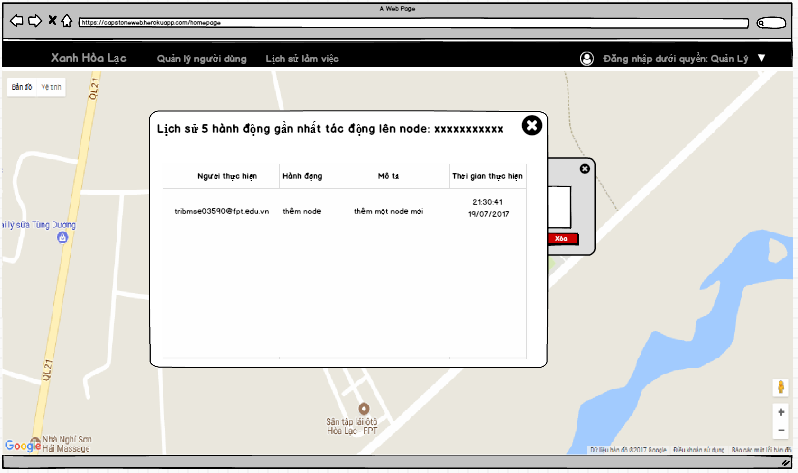 A Web Page
https://capstonewebherokuapp.com/homepage
Xanh Hòa Lạc
Quản lý người dùng
Lịch sử làm việc
Đăng nhập dưới quyền: Quản Lý
Bản đồ
Vệ tinh
QL21
Lịch sử 5 hành động gần nhất tác động lên node: xxxxxxxxxxx
Người thực hiện
Hành động
Mô tả
Thời gian thực hiện
tribmse03590@fpt.edu.vn
thêm node
thêm một node mới
21:30:41
19/07/2017
Xóa
lý sữa Tùng Dương
QL21
Sân tập lái ôtô
Hòa Lạc - FPT
Nhà Nghỉ Sơn
Hải Massage
Google
Dữ liệu bản đồ ©2017 Google
Điều khoản sử dụng
Báo cáo một lỗi bản đồ